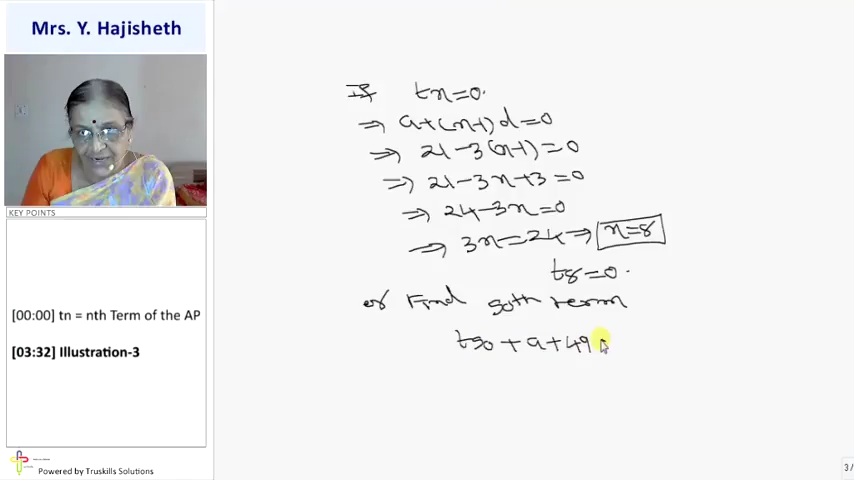 Mrs. Y. Hajisheth
KEY POINTS
[00:00] tn = nth Term of the AP
[03:32] Illustration-3
Powered by Truskills Solutions
If tn=0.
⇒ a+(n-1)d=0
⇒ 21-3(n-1)=0
⇒ 21-3n+3=0
⇒ 24-3n=0
⇒ 3n=24⇒ n=8
t8=0.
or Find 50th term
t50+a+49
3/